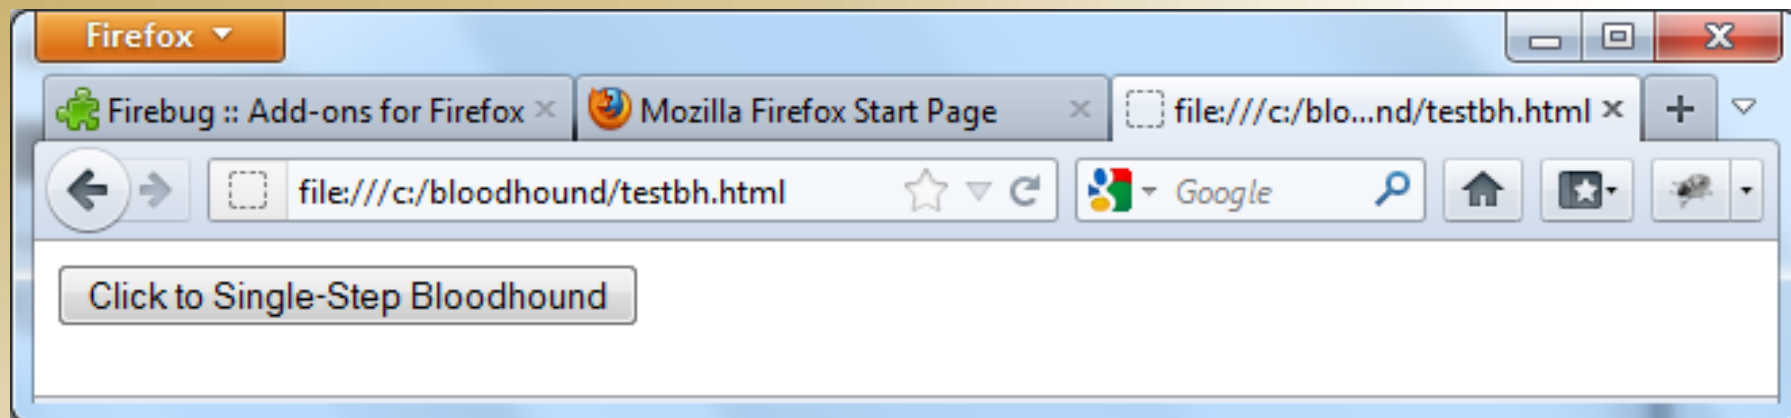 Firefox
Firebug :: Add-ons for Firefox Mozilla Firefox Start Page file:///c:/blo...nd/testbh.html
file:///c:/bloodhound/testbh.html Google
Click to Single-Step Bloodhound